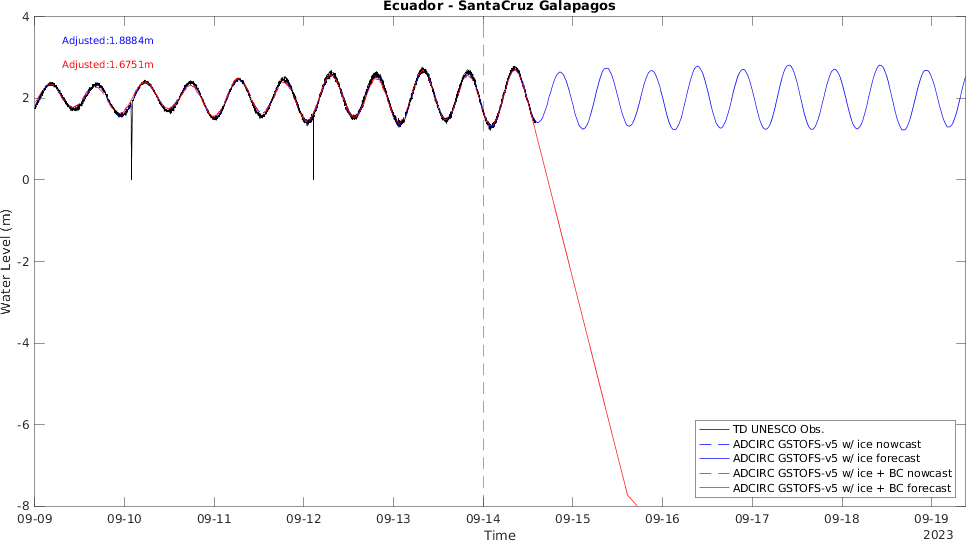 Ecuador - SantaCruz Galapagos
Adjusted:1.8884m
Adjusted:1.6751m
4
2
0
-2
-4
-6
-8
Water Level (m)
TD UNESCO Obs.
ADCIRC GSTOFS-v5 w/ ice nowcast
ADCIRC GSTOFS-v5 w/ ice forecast
ADCIRC GSTOFS-v5 w/ ice + BC nowcast
ADCIRC GSTOFS-v5 w/ ice + BC forecast
09-09 09-10 09-11 09-12 09-13 09-14 09-15 09-16 09-17 09-18 09-19
Time
2023